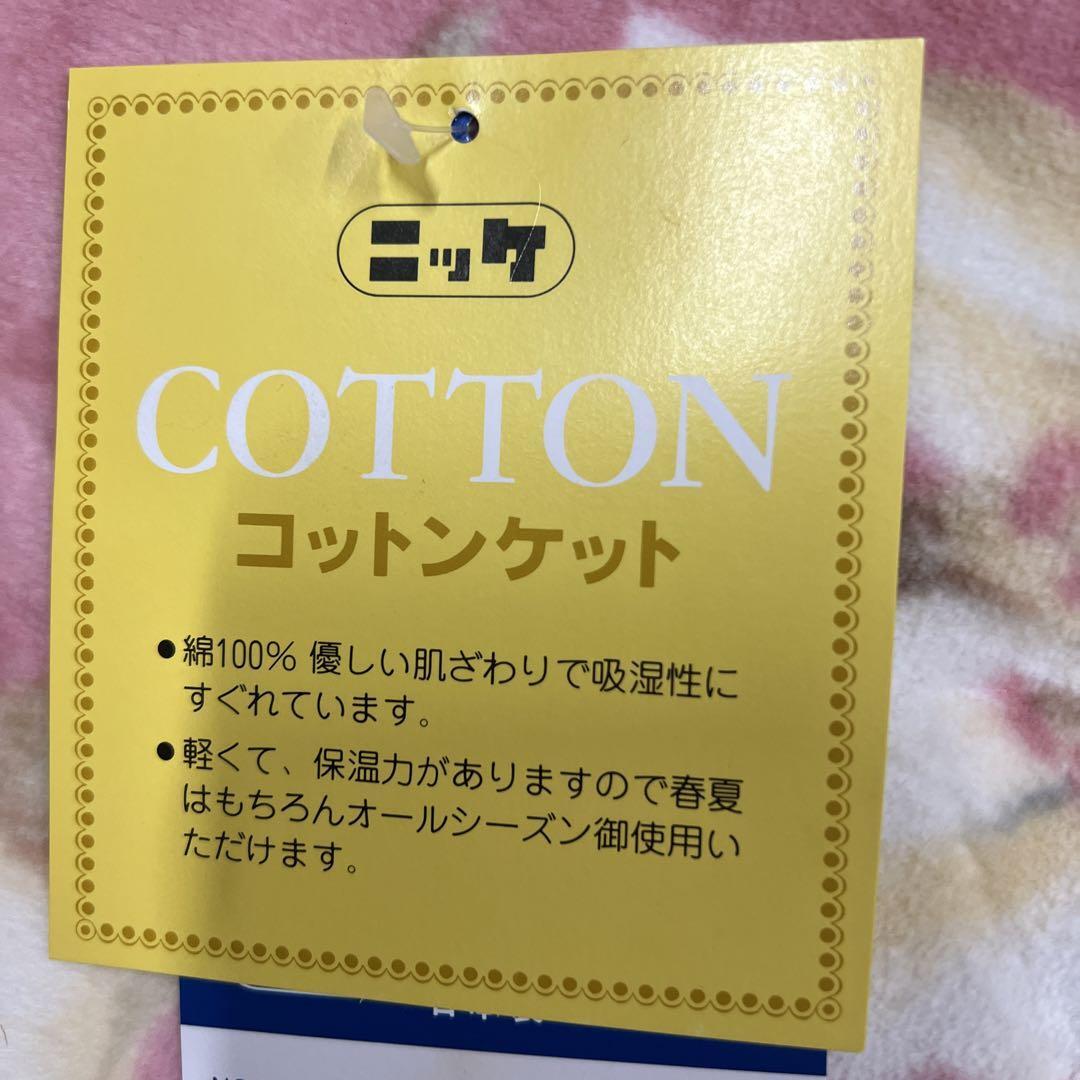 ニッケ
COTTON
コットンケット
●綿100% 優しい肌ざわりで吸湿性に
すぐれています。
●軽くて、保温力がありますので春夏
はもちろんオールシーズン御使用い
ただけます。